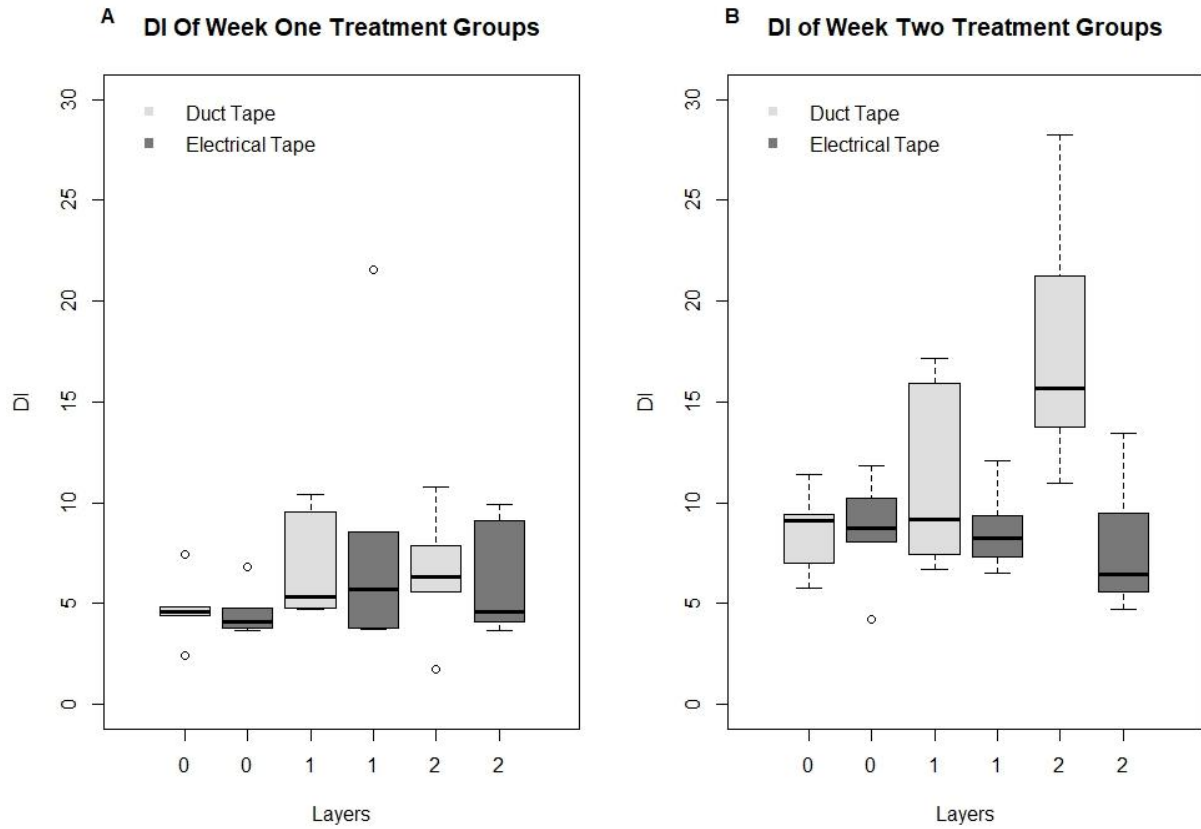 A
DI Of Week One Treatment Groups
Duct Tape
Electrical Tape
30
25
20
15
10
5
0
DI
0 0 1 1 2 2
Layers
B
DI of Week Two Treatment Groups
Duct Tape
Electrical Tape
30
25
20
15
10
5
0
DI
0 0 1 1 2 2
Layers